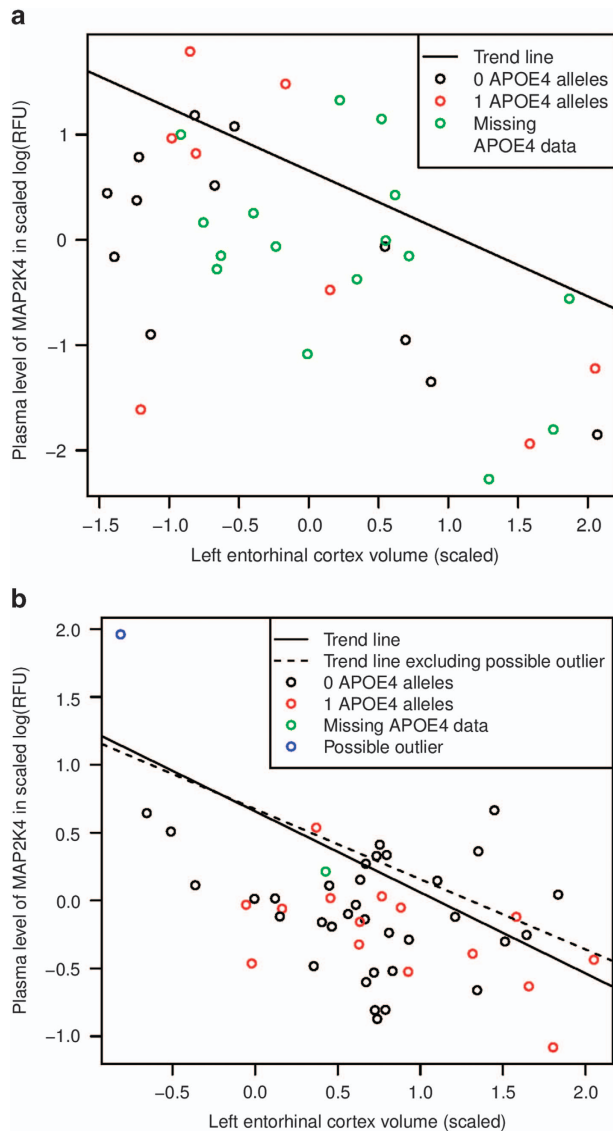 a
Trend line
0 APOE4 alleles
1 APOE4 alleles
Missing
APOE4 data
1
0
−1
−2
Plasma level of MAP2K4 in scaled log(RFU)
−1.5 −1.0 −0.5 0.0 0.5 1.0 1.5 2.0
Left entorhinal cortex volume (scaled)
b
Trend line
Trend line excluding possible outlier
0 APOE4 alleles
1 APOE4 alleles
Missing APOE4 data
Possible outlier
2.0
1.5
1.0
0.5
0.0
−0.5
−1.0
Plasma level of MAP2K4 in scaled log(RFU)
−0.5 0.0 0.5 1.0 1.5 2.0
Left entorhinal cortex volume (scaled)